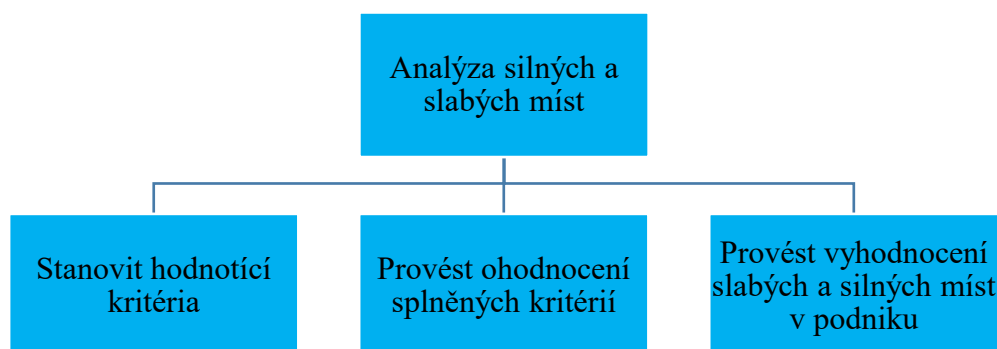 Analýza silných a
slabých míst
Stanovit hodnotící
kritéria
Provést ohodnocení
splněných kritérií
Provést vyhodnocení
slabých a silných míst
v podniku